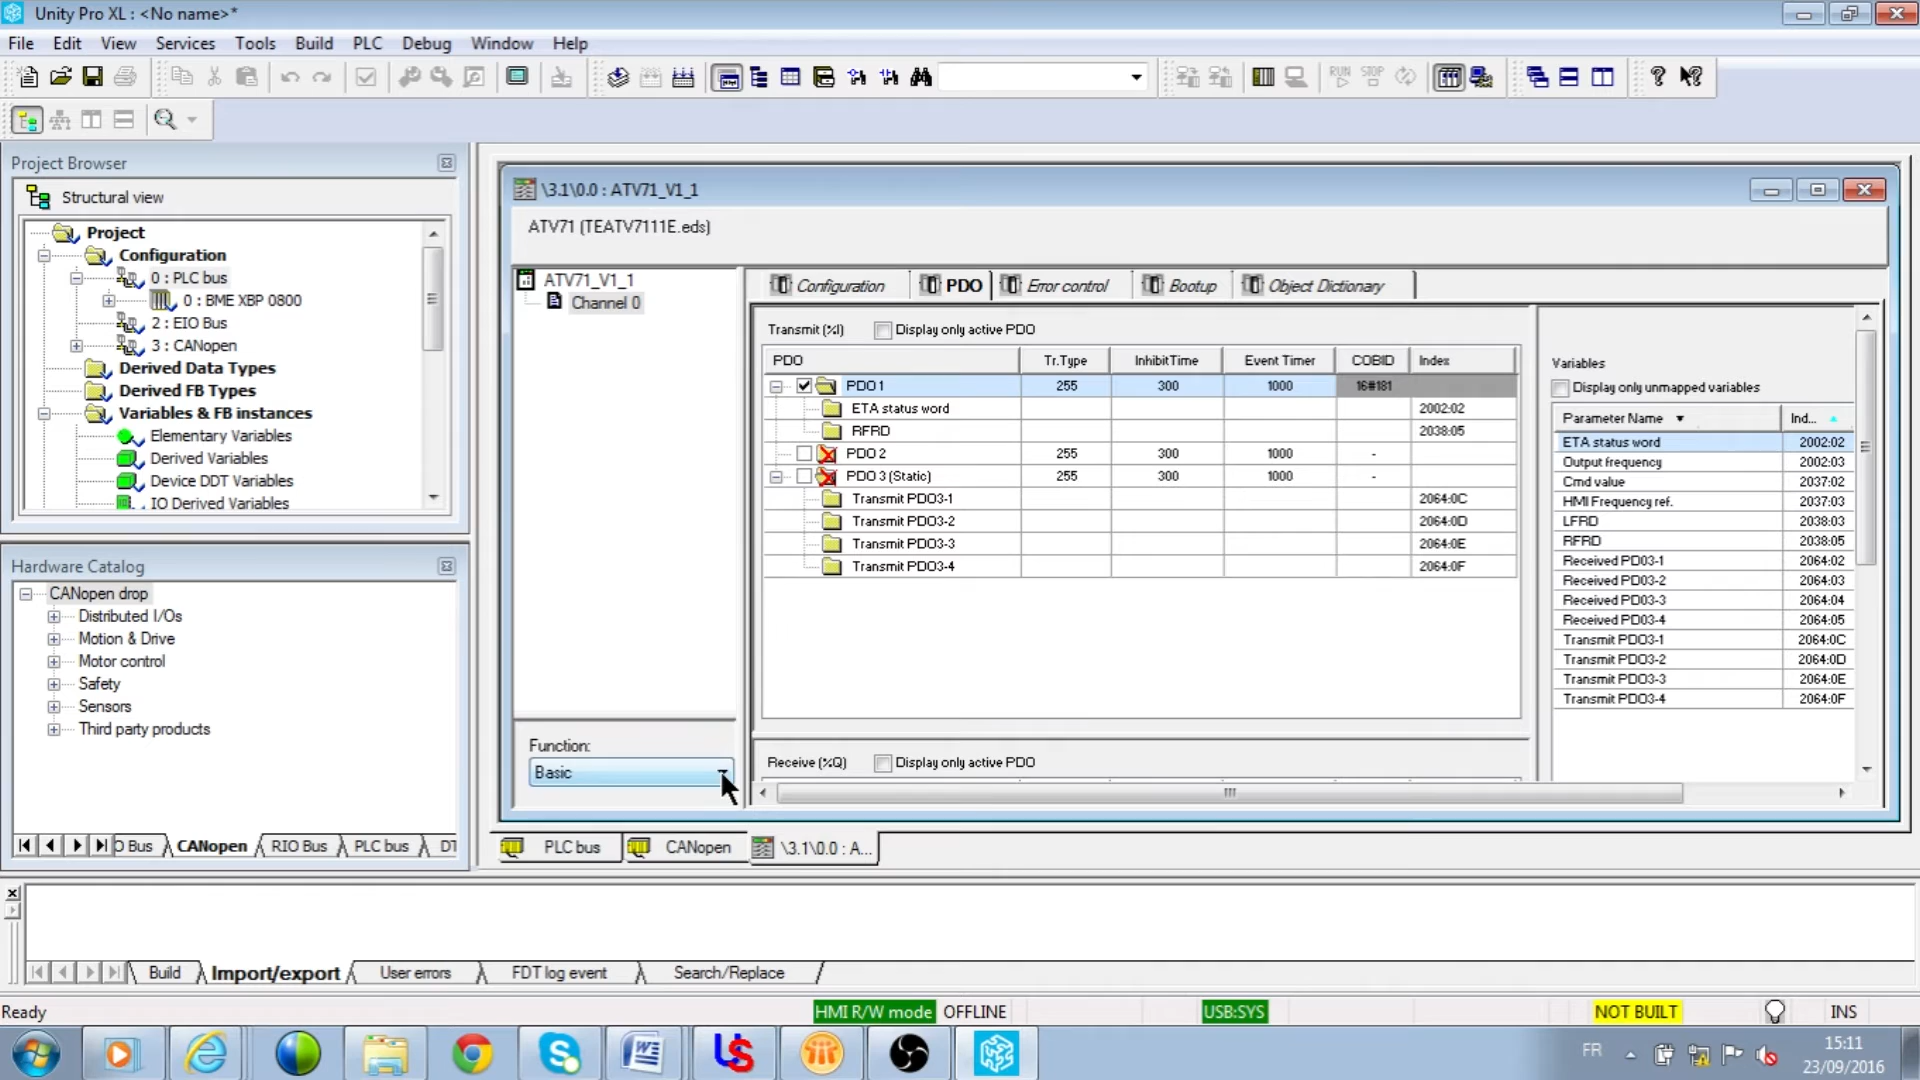 Unity Pro XL : <No name>*
File Edit View Services Tools Build PLC Debug Window Help
RUN STOP
Project Browser
Structural view
Project
Configuration
0 : PLC bus
0 : BME XBP 0800
2 : EIO Bus
3 : CANopen
Derived Data Types
Derived FB Types
Variables & FB instances
Elementary Variables
Derived Variables
Device DDT Variables
IO Derived Variables
Hardware Catalog
CANopen drop
Distributed I/Os
Motion & Drive
Motor control
Safety
Sensors
Third party products
O Bus CANopen RIO Bus PLC bus DT
\3.1\0.0 : ATV71_V1_1
ATV71 (TEATV7111E.eds)
ATV71_V1_1
Channel 0
Function:
Basic
Configuration PDO Error control Bootup Object Dictionary
Transmit (%I) Display only active PDO
PDO Tr.Type InhibitTime Event Timer COBID Index
PDO 1 255 300 1000 16#181
ETA status word 2002:02
RFRD 2038:05
PDO 2 255 300 1000 -
PDO 3 (Static) 255 300 1000 -
Transmit PDO3-1 2064:0C
Transmit PDO3-2 2064:0D
Transmit PDO3-3 2064:0E
Transmit PDO3-4 2064:0F
Receive (%Q) Display only active PDO
Variables
Display only unmapped variables
Parameter Name Ind...
ETA status word 2002:02
Output frequency 2002:03
Cmd value 2037:02
HMI Frequency ref. 2037:03
LFRD 2038:03
RFRD 2038:05
Received PDO3-1 2064:02
Received PDO3-2 2064:03
Received PDO3-3 2064:04
Received PDO3-4 2064:05
Transmit PDO3-1 2064:0C
Transmit PDO3-2 2064:0D
Transmit PDO3-3 2064:0E
Transmit PDO3-4 2064:0F
PLC bus CANopen \3.1\0.0 : A...
Build Import/export User errors FDT log event Search/Replace
Ready HMI R/W mode OFFLINE USB:SYS NOT BUILT INS
FR 15:11
23/09/2016